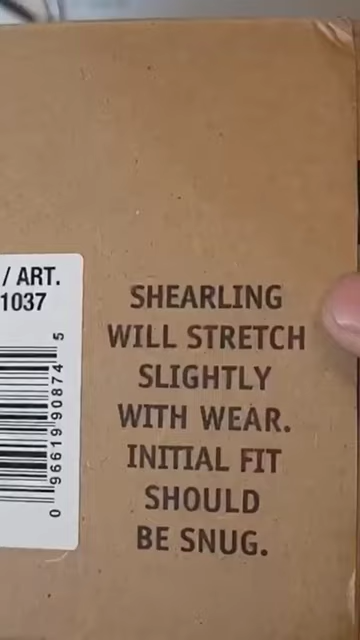 / ART.
1037
0 96619 90874 5
SHEARLING
WILL STRETCH
SLIGHTLY
WITH WEAR.
INITIAL FIT
SHOULD
BE SNUG.